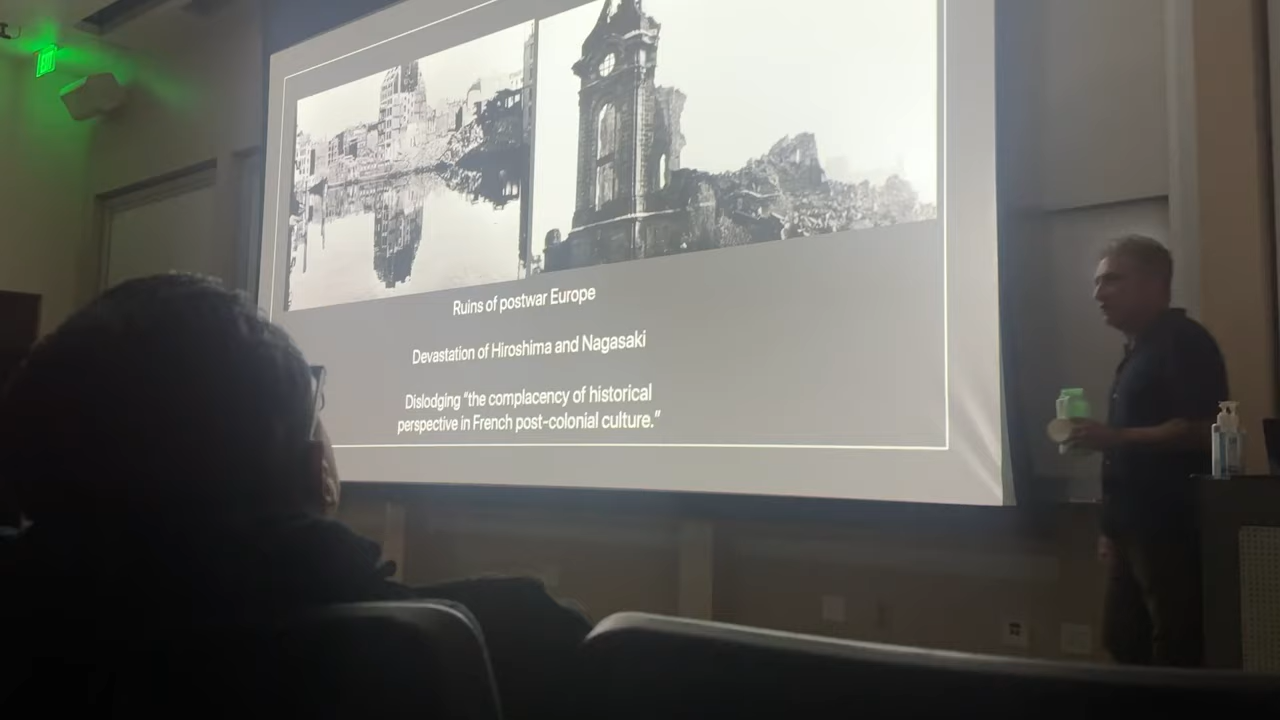 EXIT
Ruins of postwar Europe
Devastation of Hiroshima and Nagasaki
Dislodging “the complacency of historical
perspective in French post-colonial culture.”